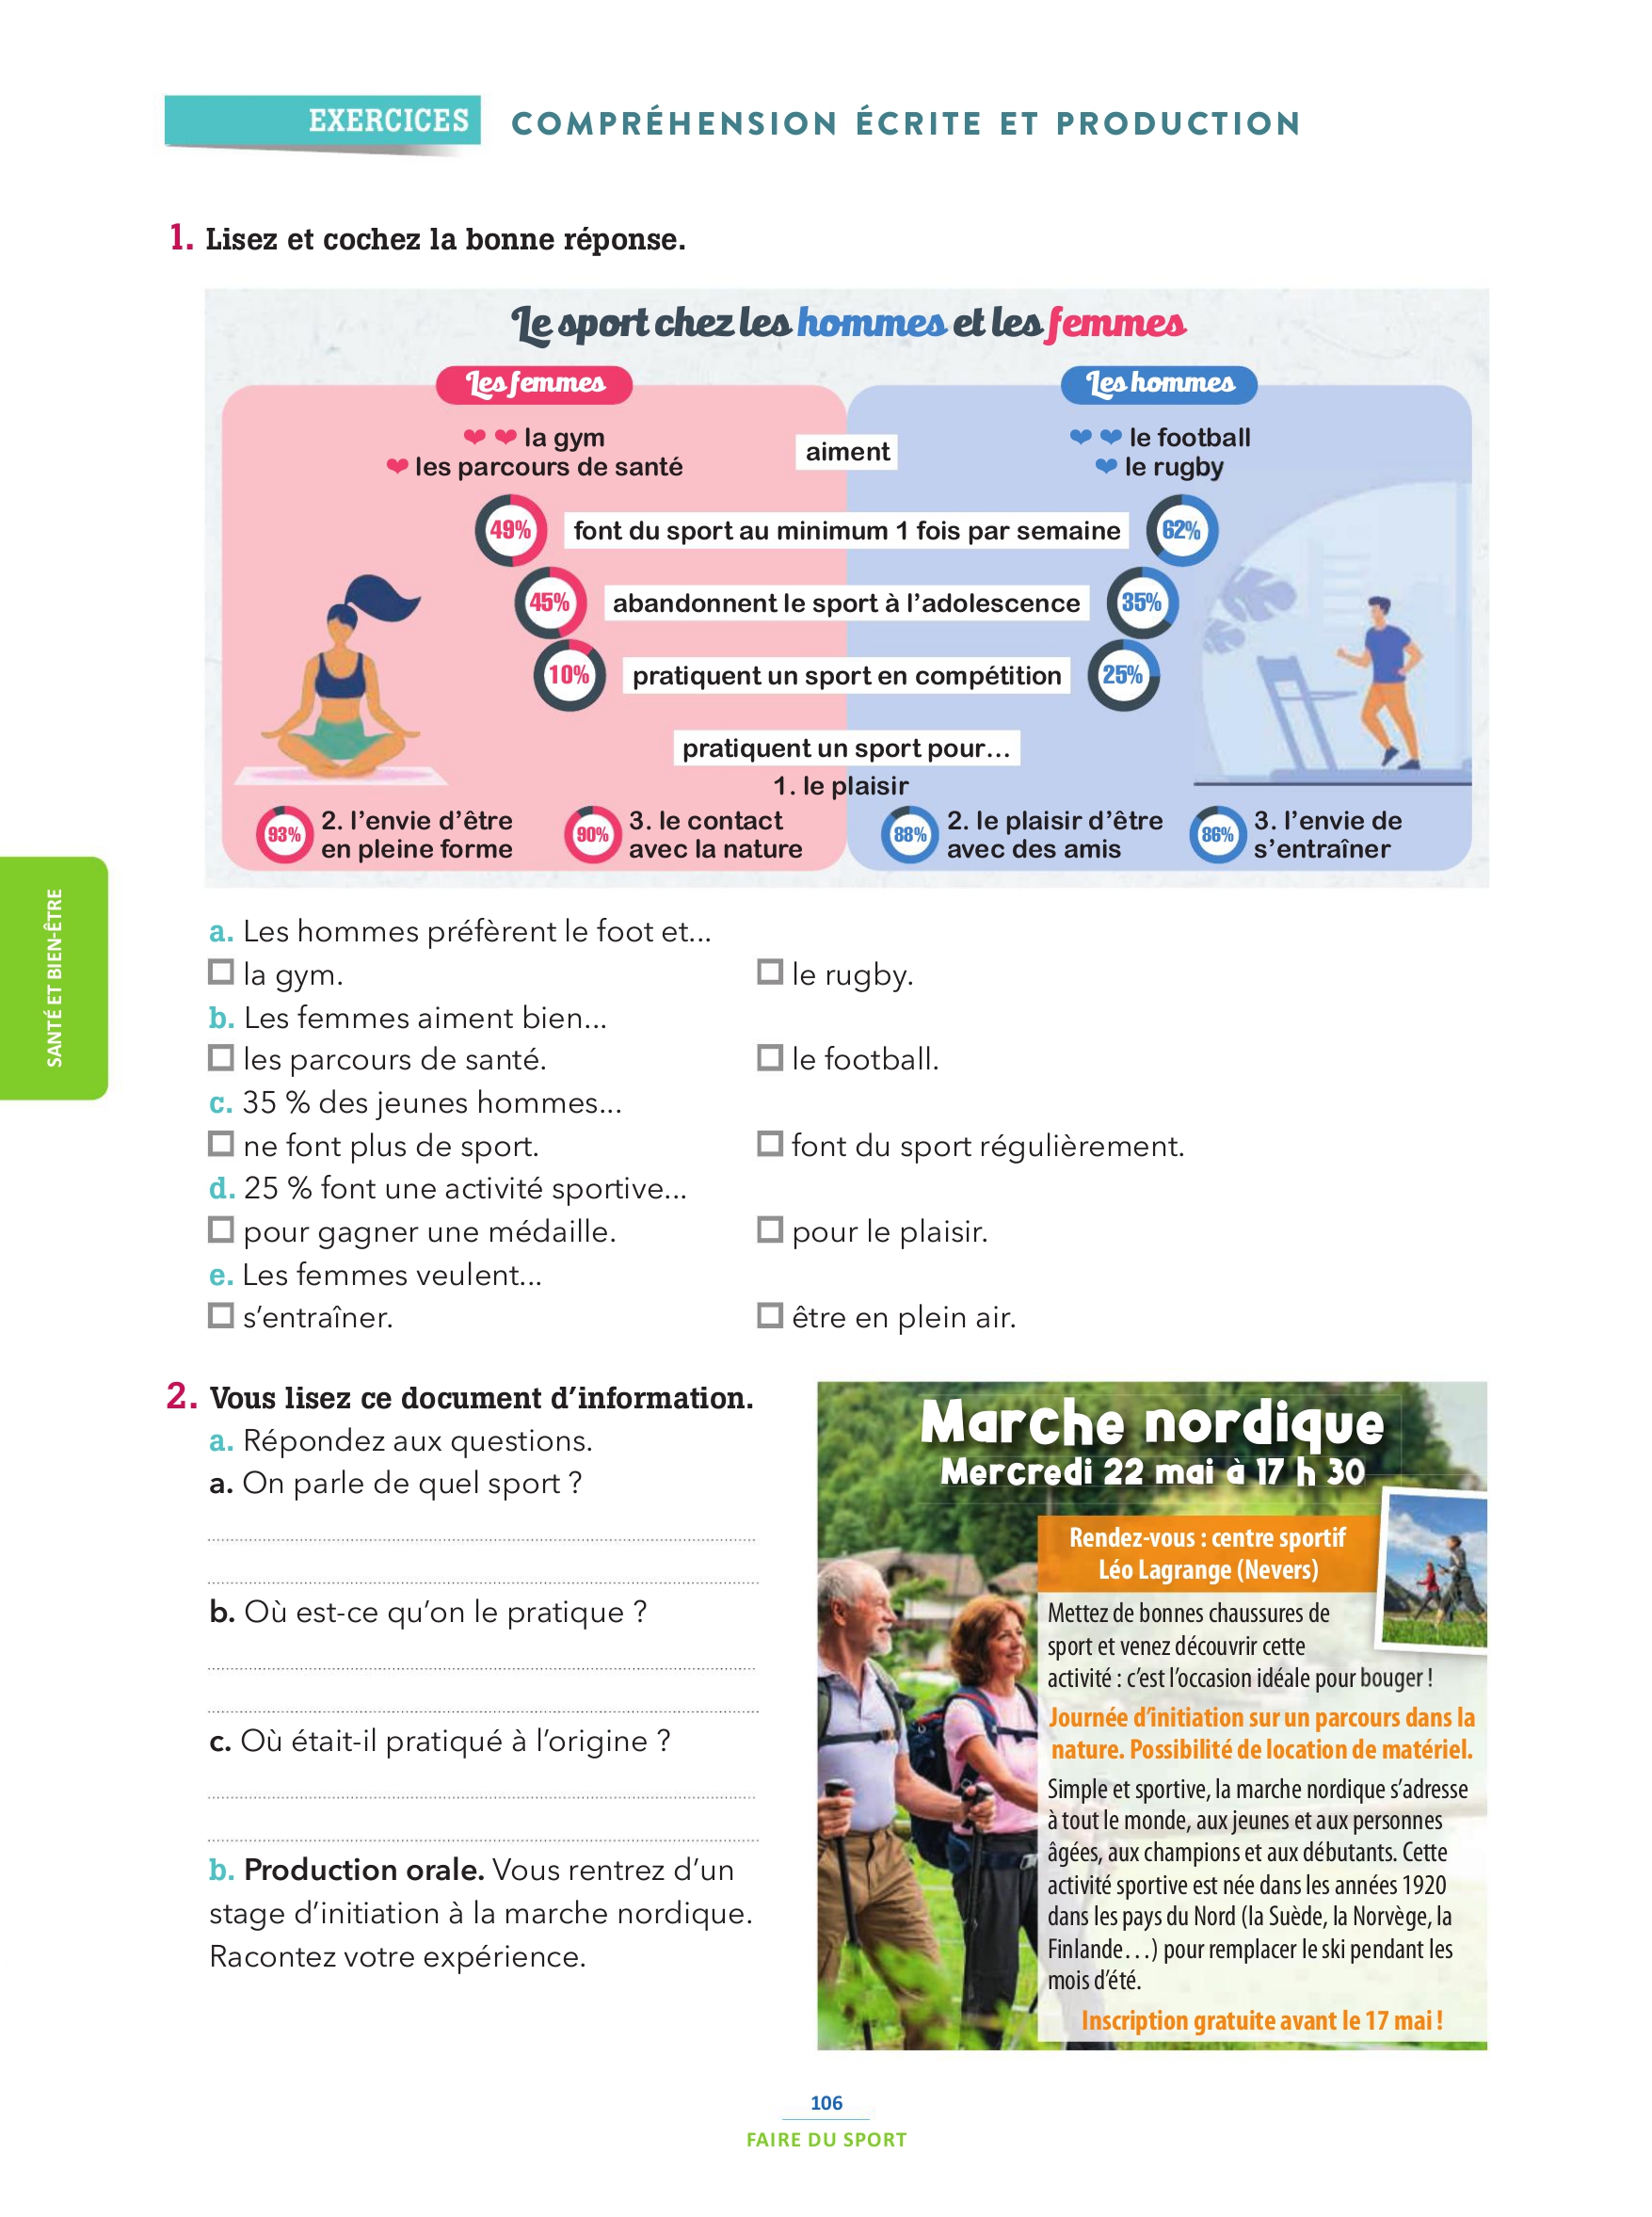 EXERCICES COMPRÉHENSION ÉCRITE ET PRODUCTION
1. Lisez et cochez la bonne réponse.
Le sport chez les hommes et les femmes
Les femmes
Les hommes
❤ ❤ la gym
❤ les parcours de santé
aiment
❤ ❤ le football
❤ le rugby
49% font du sport au minimum 1 fois par semaine 62%
45% abandonnent le sport à l'adolescence 35%
10% pratiquent un sport en compétition 25%
pratiquent un sport pour...
1. le plaisir
93% 2. l'envie d'être
en pleine forme
90% 3. le contact
avec la nature
88% 2. le plaisir d'être
avec des amis
86% 3. l'envie de
s'entraîner
SANTÉ ET BIEN-ÊTRE
a. Les hommes préfèrent le foot et...
☐ la gym. ☐ le rugby.
b. Les femmes aiment bien...
☐ les parcours de santé. ☐ le football.
c. 35 % des jeunes hommes...
☐ ne font plus de sport. ☐ font du sport régulièrement.
d. 25 % font une activité sportive...
☐ pour gagner une médaille. ☐ pour le plaisir.
e. Les femmes veulent...
☐ s'entraîner. ☐ être en plein air.
2. Vous lisez ce document d'information.
a. Répondez aux questions.
a. On parle de quel sport ?
b. Où est-ce qu'on le pratique ?
c. Où était-il pratiqué à l'origine ?
b. Production orale. Vous rentrez d'un
stage d'initiation à la marche nordique.
Racontez votre expérience.
Marche nordique
Mercredi 22 mai à 17 h 30
Rendez-vous : centre sportif
Léo Lagrange (Nevers)
Mettez de bonnes chaussures de
sport et venez découvrir cette
activité : c'est l'occasion idéale pour bouger !
Journée d'initiation sur un parcours dans la
nature. Possibilité de location de matériel.
Simple et sportive, la marche nordique s'adresse
à tout le monde, aux jeunes et aux personnes
âgées, aux champions et aux débutants. Cette
activité sportive est née dans les années 1920
dans les pays du Nord (la Suède, la Norvège, la
Finlande...) pour remplacer le ski pendant les
mois d'été.
Inscription gratuite avant le 17 mai !
106
FAIRE DU SPORT